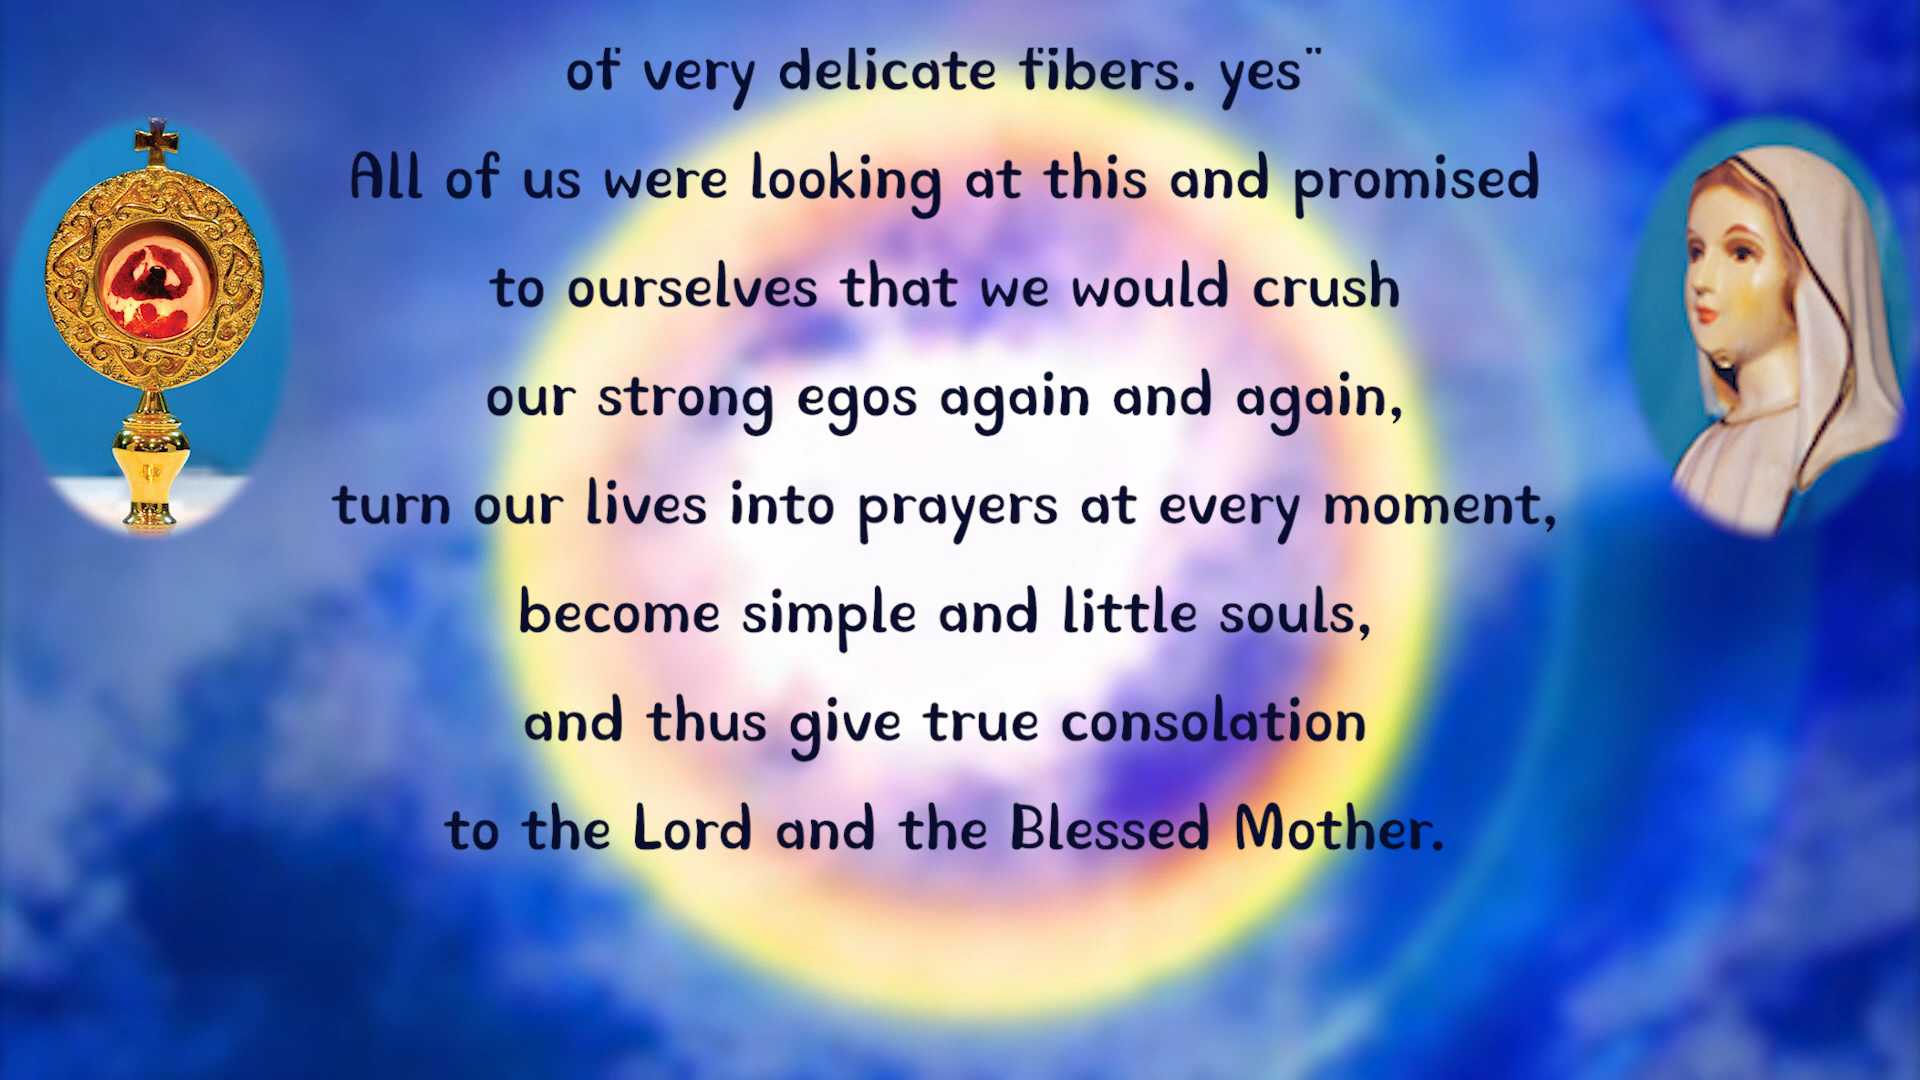 of very delicate fibers. yes¨
All of us were looking at this and promised
to ourselves that we would crush
our strong egos again and again,
turn our lives into prayers at every moment,
become simple and little souls,
and thus give true consolation
to the Lord and the Blessed Mother.